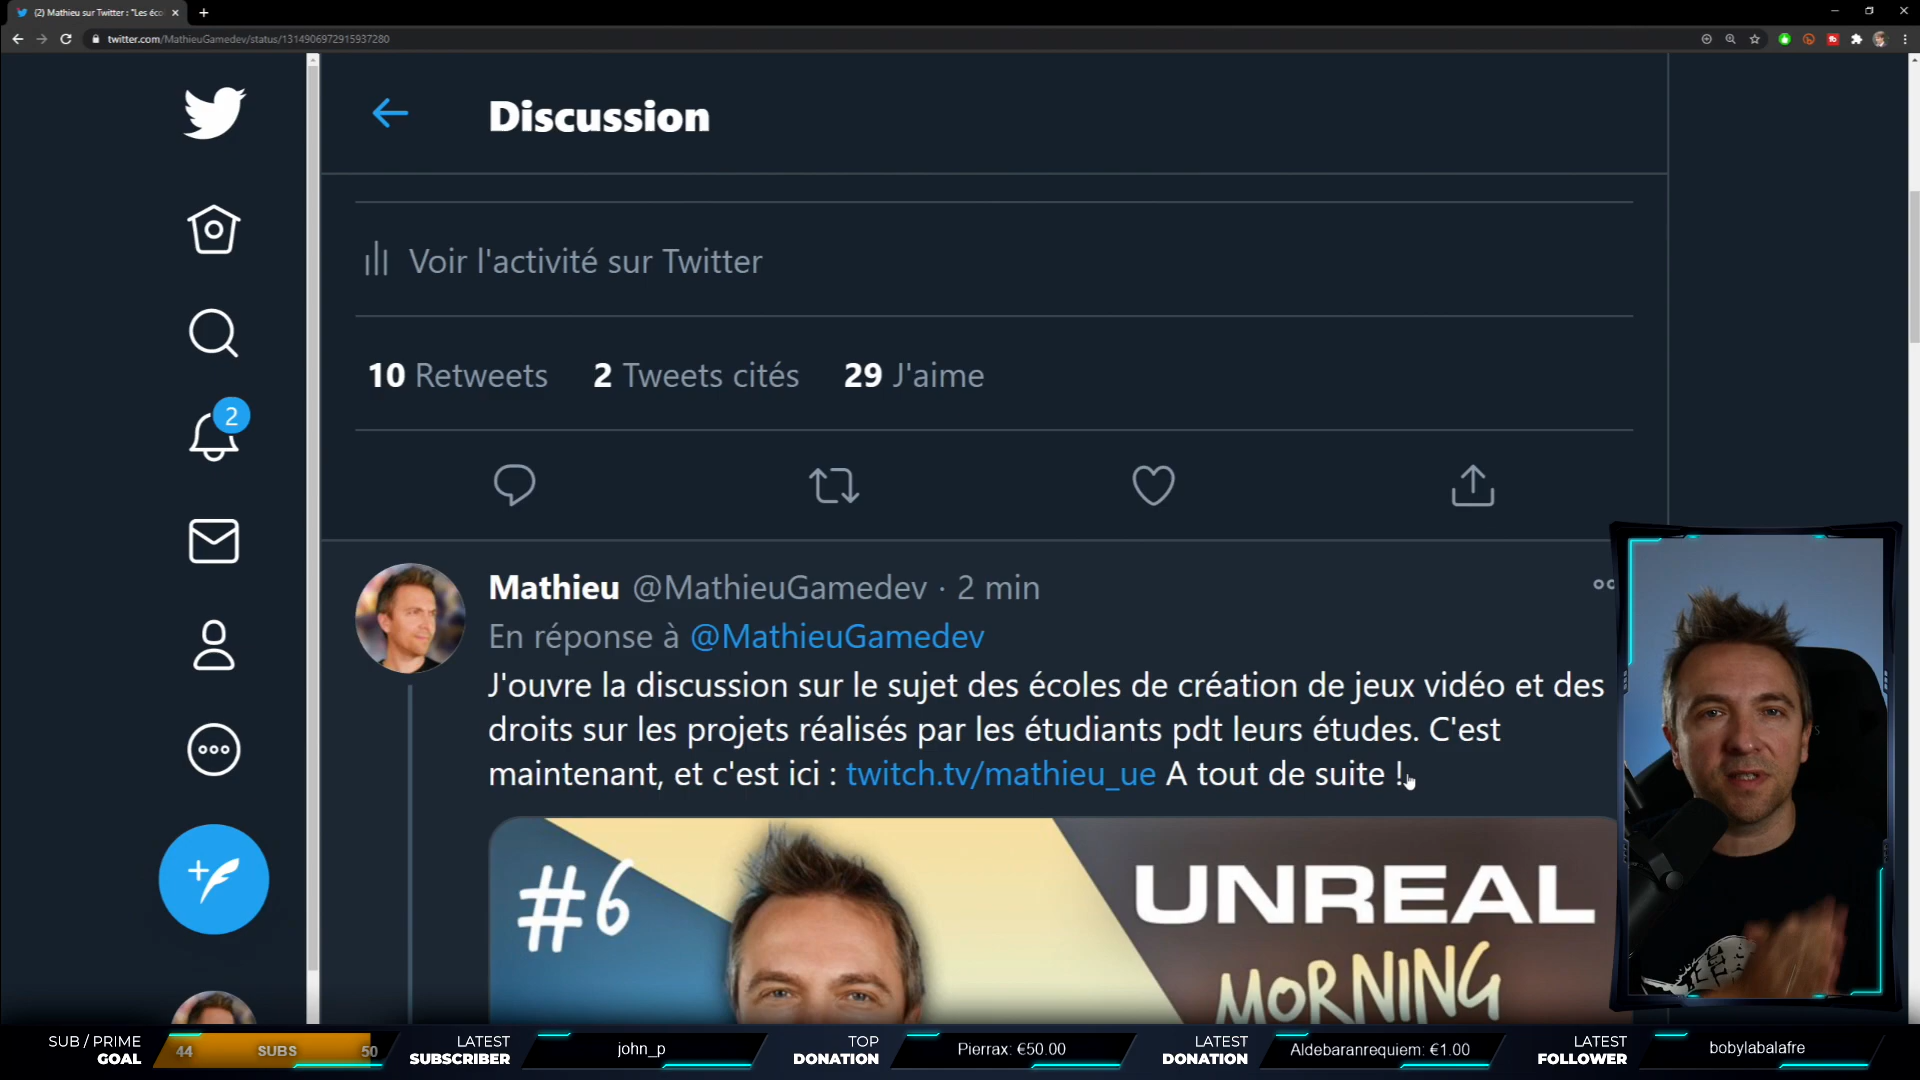 (2) Mathieu sur Twitter : "Les éco
twitter.com/MathieuGamedev/status/1314906972915937280
Discussion
Voir l'activité sur Twitter
10 Retweets 2 Tweets cités 29 J'aime
2
Mathieu @MathieuGamedev · 2 min
En réponse à @MathieuGamedev
J'ouvre la discussion sur le sujet des écoles de création de jeux vidéo et des
droits sur les projets réalisés par les étudiants pdt leurs études. C'est
maintenant, et c'est ici : twitch.tv/mathieu_ue A tout de suite !
#6
UNREAL
MORNING
SUB / PRIME
GOAL
44 SUBS 50
LATEST
SUBSCRIBER
john_p
TOP
DONATION
Pierrax: €50.00
LATEST
DONATION
Aldebaranrequiem: €1.00
LATEST
FOLLOWER
bobylabalafre